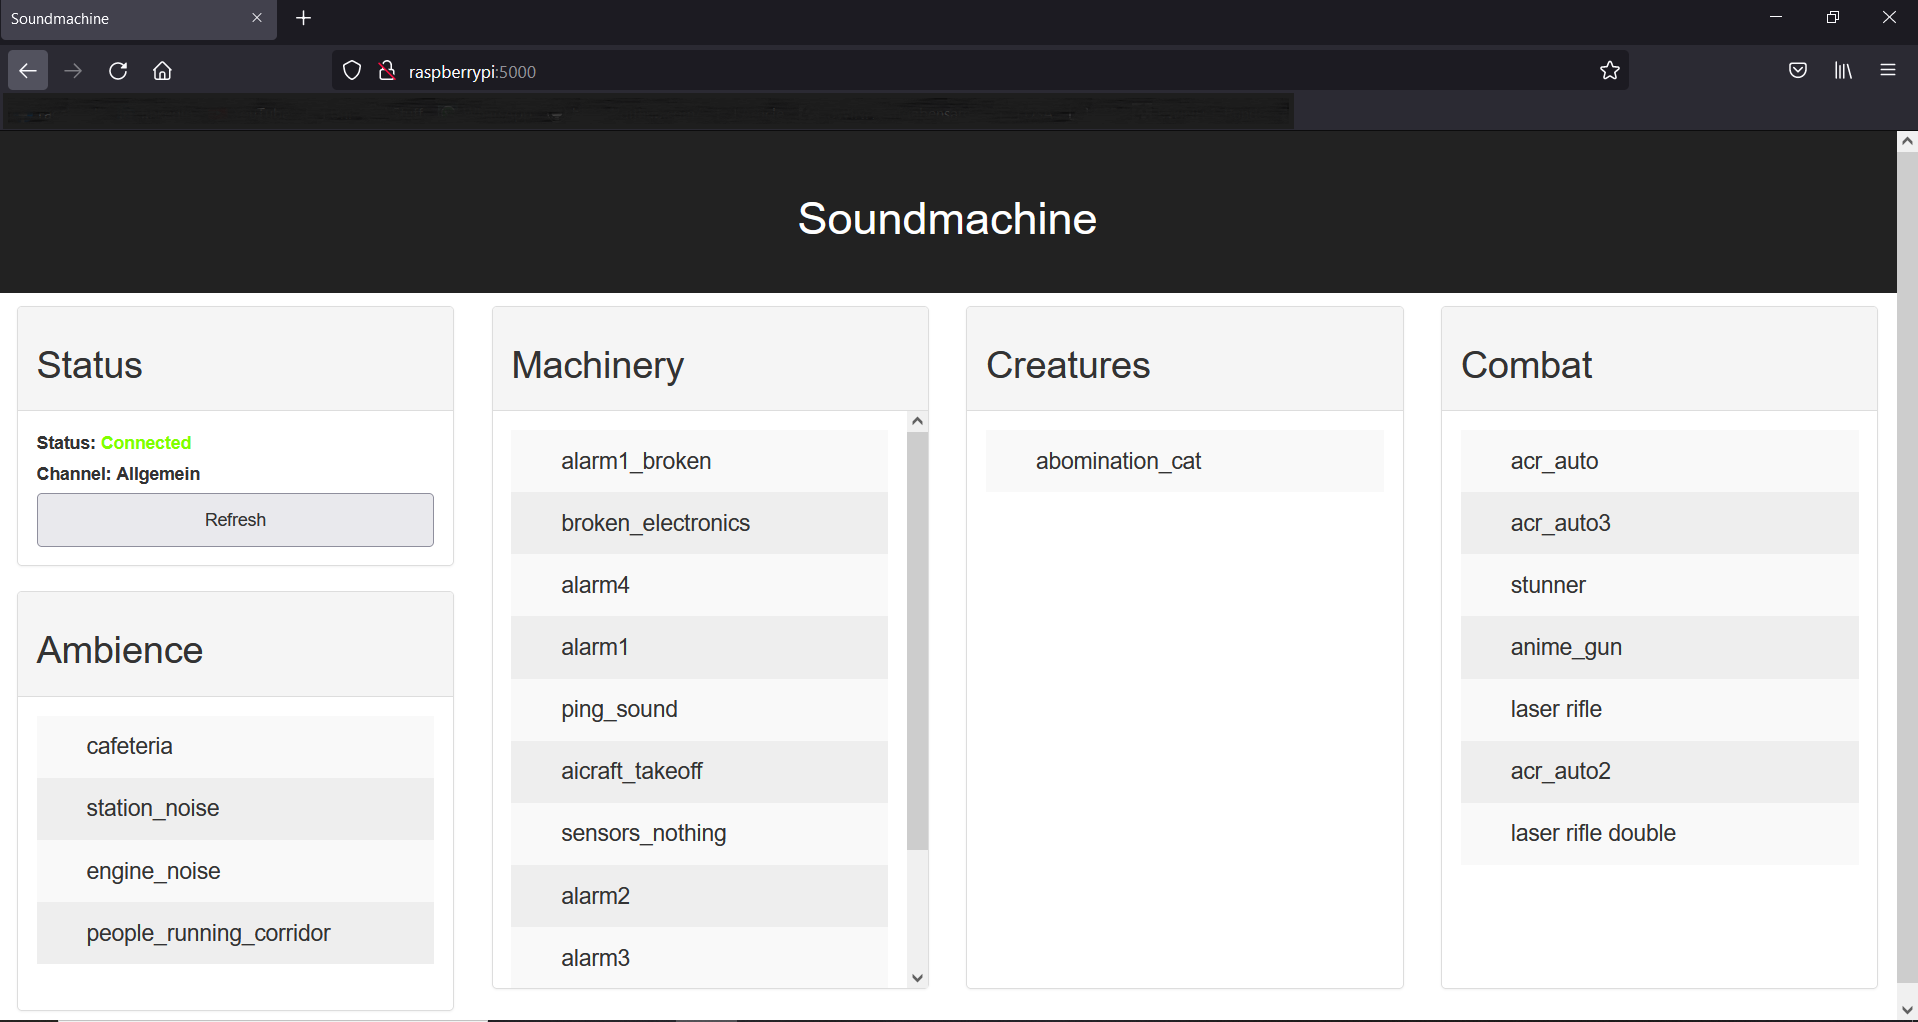 Soundmachine
raspberrypi:5000
Soundmachine
Status
Status: Connected
Channel: Allgemein
Refresh
Ambience
cafeteria
station_noise
engine_noise
people_running_corridor
Machinery
alarm1_broken
broken_electronics
alarm4
alarm1
ping_sound
aicraft_takeoff
sensors_nothing
alarm2
alarm3
Creatures
abomination_cat
Combat
acr_auto
acr_auto3
stunner
anime_gun
laser rifle
acr_auto2
laser rifle double